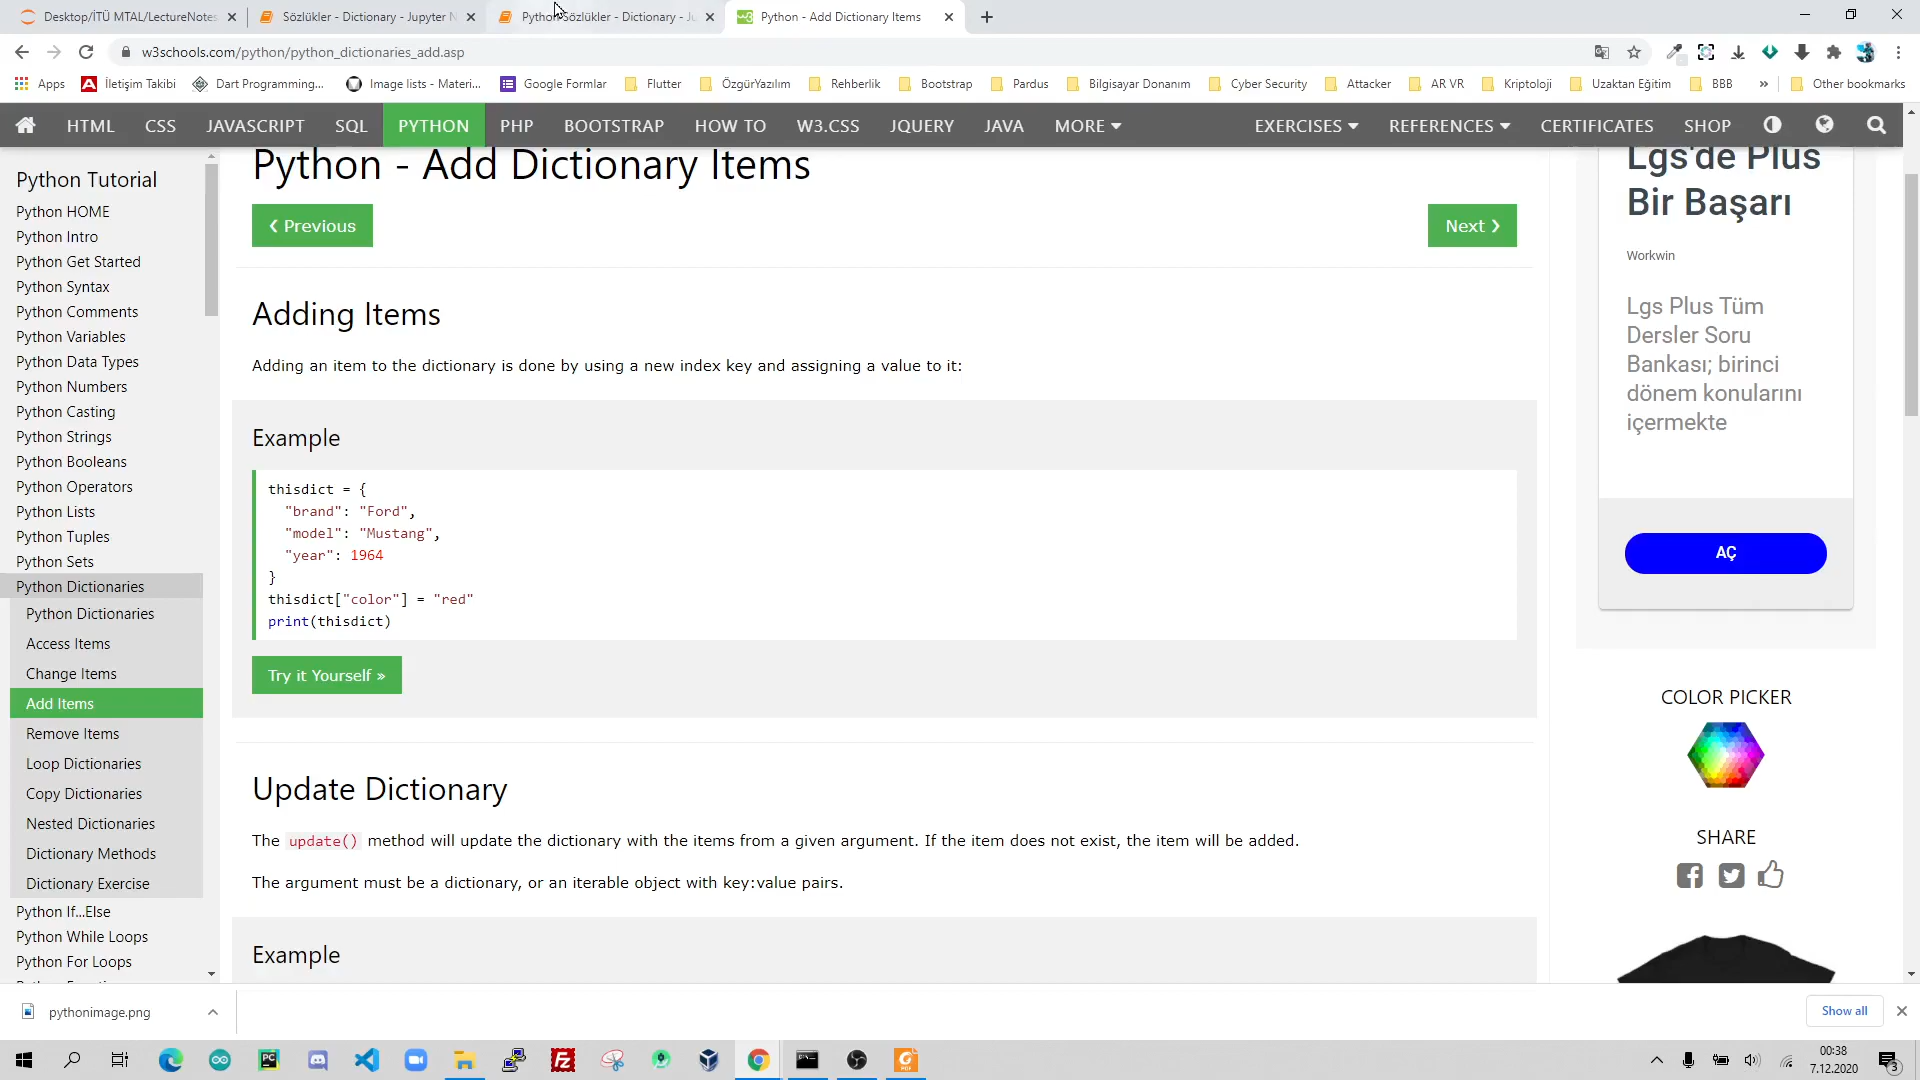 Desktop/İTÜ MTAL/LectureNotes
Sözlükler - Dictionary - Jupyter N
Python Sözlükler - Dictionary - Ju
Python - Add Dictionary Items
w3schools.com/python/python_dictionaries_add.asp
Apps
İletişim Takibi
Dart Programming...
Image lists - Materi...
Google Formlar
Flutter
ÖzgürYazılım
Rehberlik
Bootstrap
Pardus
Bilgisayar Donanım
Cyber Security
Attacker
AR VR
Kriptoloji
Uzaktan Eğitim
BBB
»
Other bookmarks
HTML
CSS
JAVASCRIPT
SQL
PYTHON
PHP
BOOTSTRAP
HOW TO
W3.CSS
JQUERY
JAVA
MORE
EXERCISES
REFERENCES
CERTIFICATES
SHOP
Python Tutorial
Python HOME
Python Intro
Python Get Started
Python Syntax
Python Comments
Python Variables
Python Data Types
Python Numbers
Python Casting
Python Strings
Python Booleans
Python Operators
Python Lists
Python Tuples
Python Sets
Python Dictionaries
Python Dictionaries
Access Items
Change Items
Add Items
Remove Items
Loop Dictionaries
Copy Dictionaries
Nested Dictionaries
Dictionary Methods
Dictionary Exercise
Python If...Else
Python While Loops
Python For Loops
Python - Add Dictionary Items
❮ Previous
Next ❯
Adding Items
Adding an item to the dictionary is done by using a new index key and assigning a value to it:
Example
thisdict = {
"brand": "Ford",
"model": "Mustang",
"year": 1964
}
thisdict["color"] = "red"
print(thisdict)
Try it Yourself »
Update Dictionary
The update() method will update the dictionary with the items from a given argument. If the item does not exist, the item will be added.
The argument must be a dictionary, or an iterable object with key:value pairs.
Example
Lgs'de Plus
Bir Başarı
Workwin
Lgs Plus Tüm
Dersler Soru
Bankası; birinci
dönem konularını
içermekte
AÇ
COLOR PICKER
SHARE
pythonimage.png
Show all
00:38
7.12.2020
3